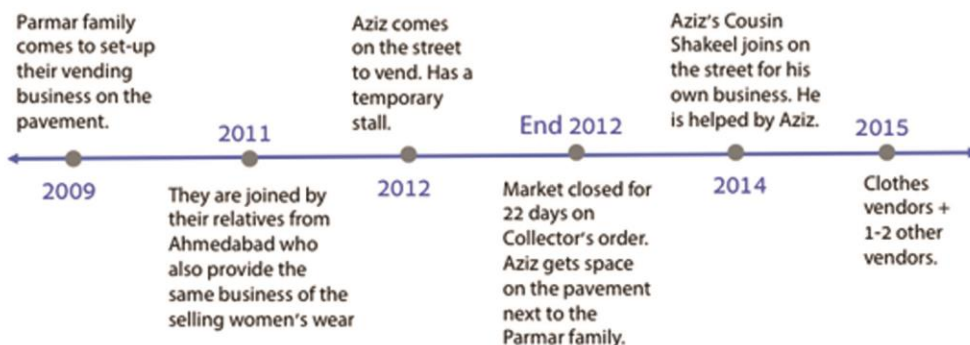 Parmar family
comes to set-up
their vending
business on the
pavement.
2009
2011
They are joined by
their relatives from
Ahmedabad who
also provide the
same business of the
selling women's wear
Aziz comes
on the street
to vend. Has a
temporary
stall.
2012
End 2012
Market closed for
22 days on
Collector's order.
Aziz gets space
on the pavement
next to the
Parmar family.
Aziz's Cousin
Shakeel joins on
the street for his
own business. He
is helped by Aziz.
2014
2015
Clothes
vendors +
1-2 other
vendors.